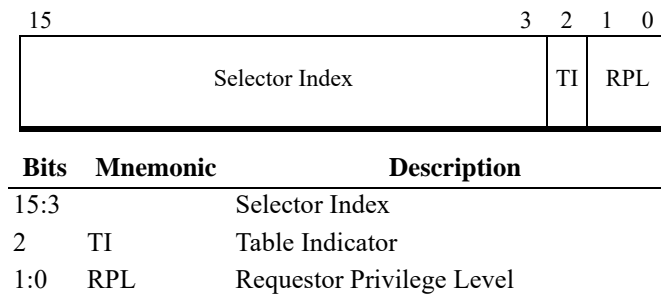 15 3 2 1 0
Selector Index TI RPL
Bits Mnemonic Description
15:3 Selector Index
2 TI Table Indicator
1:0 RPL Requestor Privilege Level